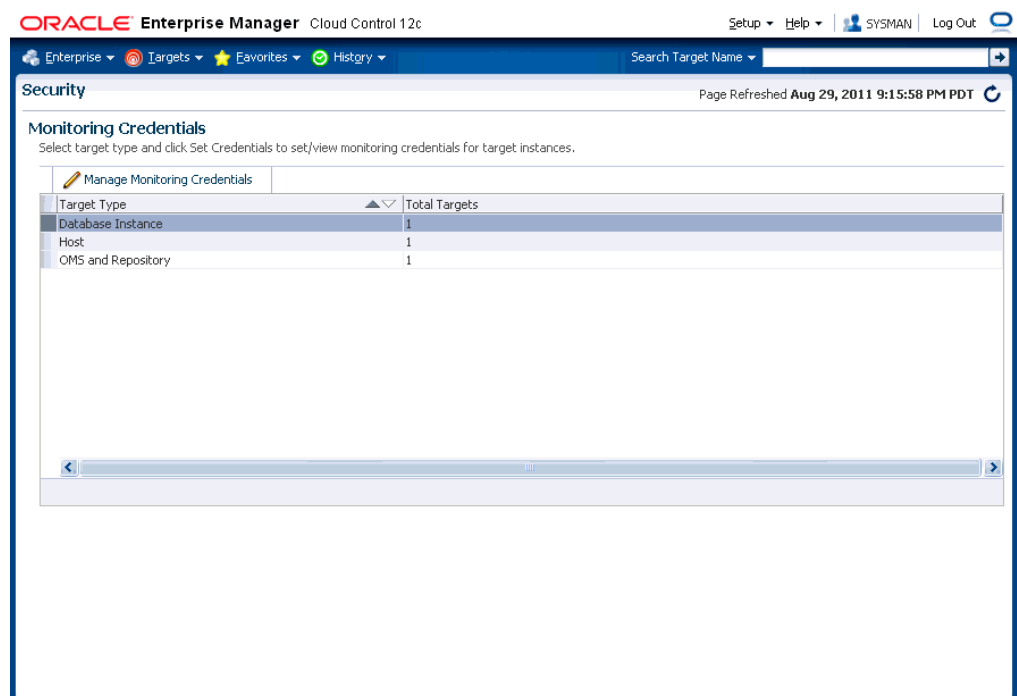 ORACLE Enterprise Manager Cloud Control 12c
Setup Help SYSMAN Log Out
Enterprise Targets Favorites History Search Target Name
Security
Page Refreshed Aug 29, 2011 9:15:58 PM PDT
Monitoring Credentials
Select target type and click Set Credentials to set/view monitoring credentials for target instances.
Manage Monitoring Credentials
Target Type Total Targets
Database Instance 1
Host 1
OMS and Repository 1